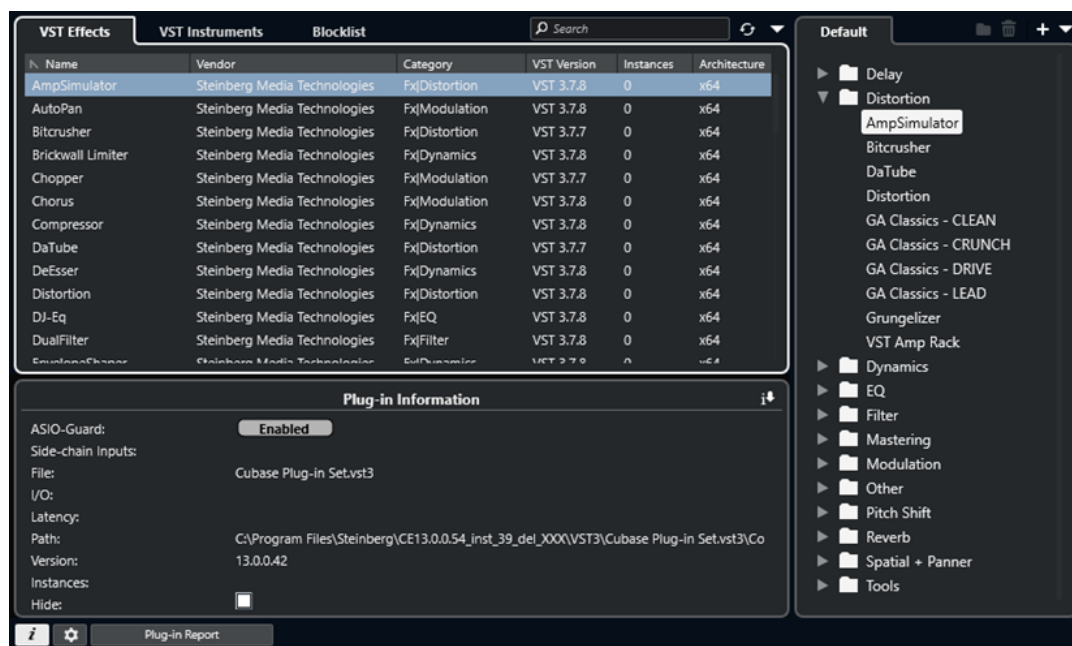 VST Effects VST Instruments Blocklist Search
Name Vendor Category VST Version Instances Architecture
AmpSimulator Steinberg Media Technologies Fx|Distortion VST 3.7.8 0 x64
AutoPan Steinberg Media Technologies Fx|Modulation VST 3.7.8 0 x64
Bitcrusher Steinberg Media Technologies Fx|Distortion VST 3.7.7 0 x64
Brickwall Limiter Steinberg Media Technologies Fx|Dynamics VST 3.7.8 0 x64
Chopper Steinberg Media Technologies Fx|Modulation VST 3.7.7 0 x64
Chorus Steinberg Media Technologies Fx|Modulation VST 3.7.8 0 x64
Compressor Steinberg Media Technologies Fx|Dynamics VST 3.7.8 0 x64
DaTube Steinberg Media Technologies Fx|Distortion VST 3.7.7 0 x64
DeEsser Steinberg Media Technologies Fx|Dynamics VST 3.7.8 0 x64
Distortion Steinberg Media Technologies Fx|Distortion VST 3.7.8 0 x64
DJ-Eq Steinberg Media Technologies Fx|EQ VST 3.7.8 0 x64
DualFilter Steinberg Media Technologies Fx|Filter VST 3.7.8 0 x64
EnvelopeShaper Steinberg Media Technologies Fx|Dynamics VST 3.7.8 0 x64
Plug-in Information
ASIO-Guard: Enabled
Side-chain Inputs:
File: Cubase Plug-in Set.vst3
I/O:
Latency:
Path: C:\Program Files\Steinberg\CE13.0.0.54_inst_39_del_XXX\VST3\Cubase Plug-in Set.vst3\Co
Version: 13.0.0.42
Instances:
Hide:
i Plug-in Report
Default
Delay
Distortion
AmpSimulator
Bitcrusher
DaTube
Distortion
GA Classics - CLEAN
GA Classics - CRUNCH
GA Classics - DRIVE
GA Classics - LEAD
Grungelizer
VST Amp Rack
Dynamics
EQ
Filter
Mastering
Modulation
Other
Pitch Shift
Reverb
Spatial + Panner
Tools